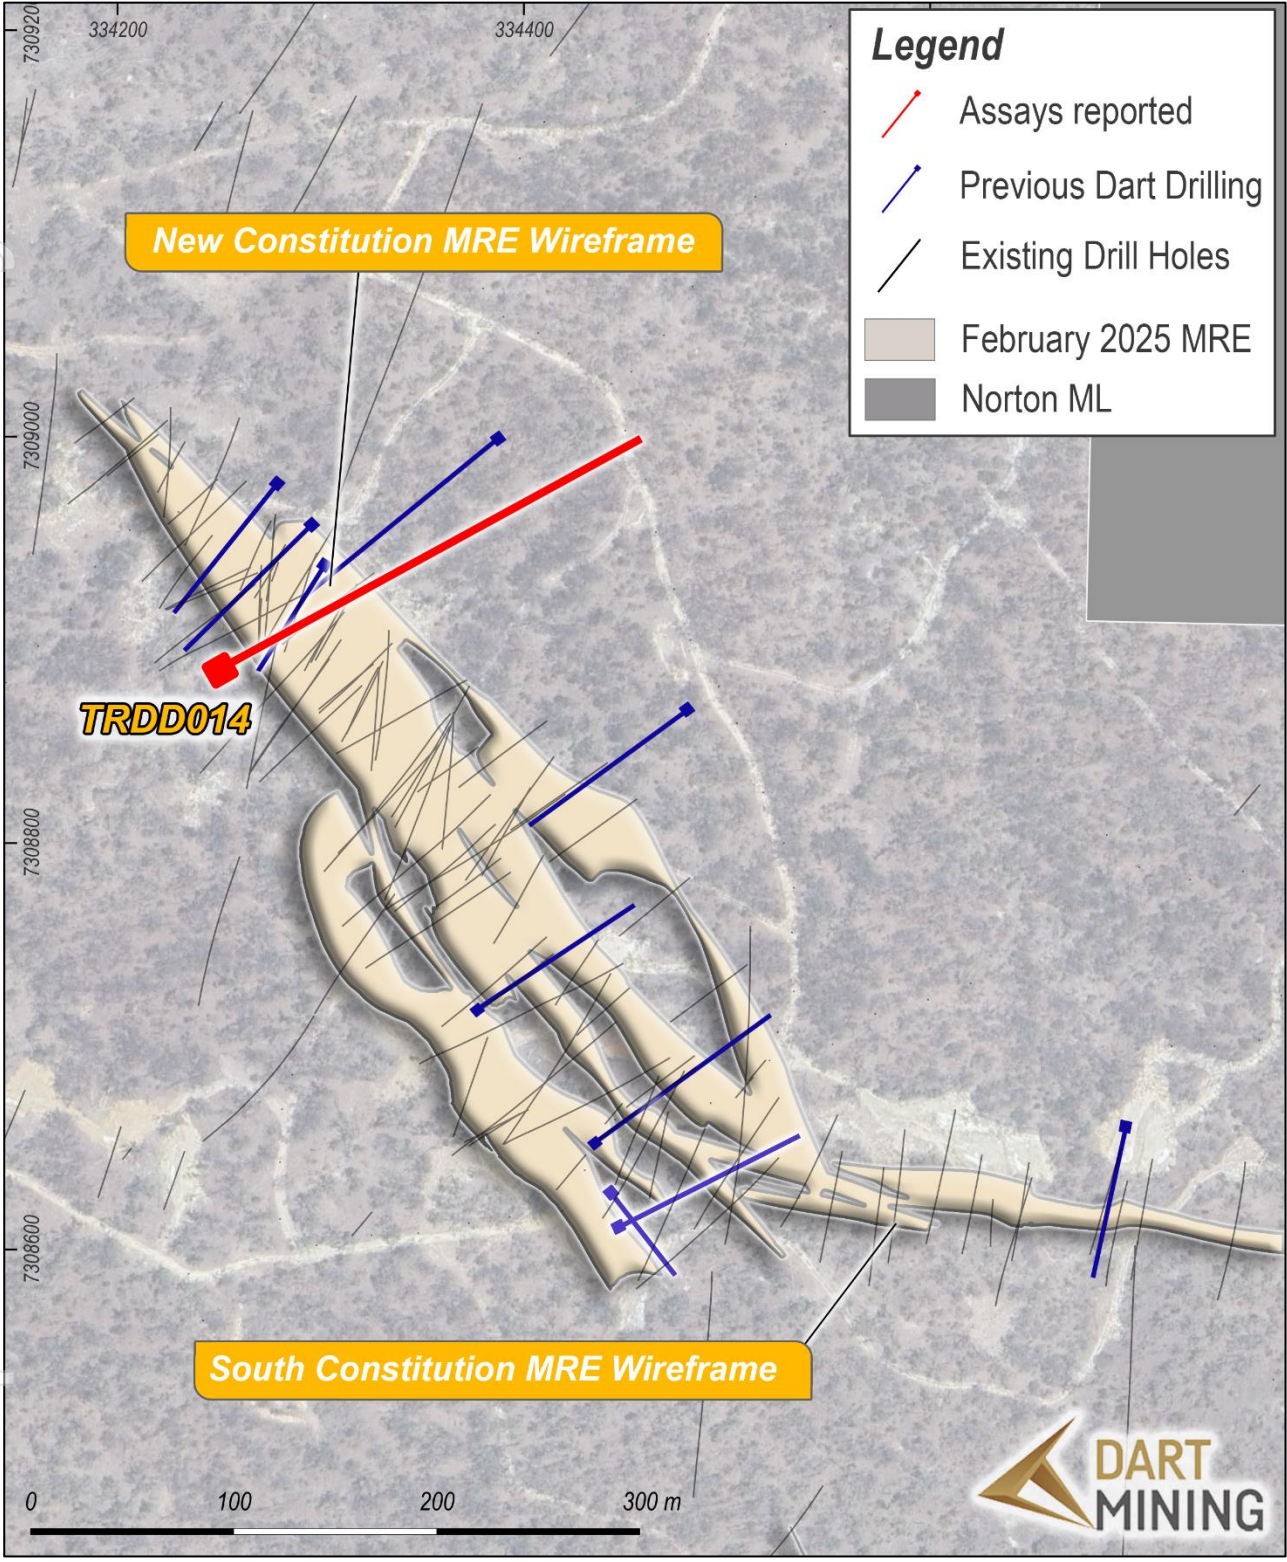 730920
334200
334400
Legend
Assays reported
Previous Dart Drilling
Existing Drill Holes
February 2025 MRE
Norton ML
New Constitution MRE Wireframe
7309000
TRDD014
7308800
7308600
South Constitution MRE Wireframe
0 100 200 300 m
DART
MINING